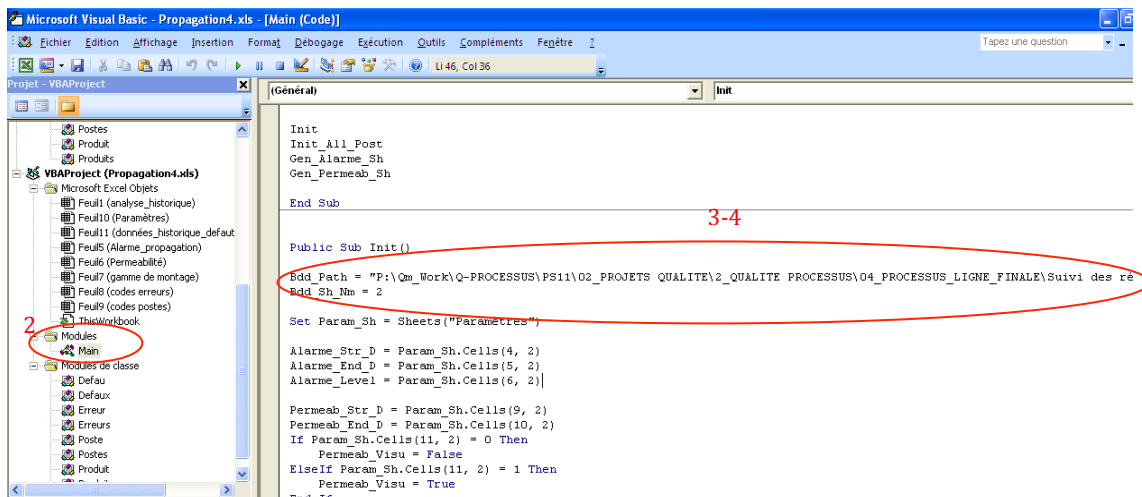 Microsoft Visual Basic - Propagation4.xls - [Main (Code)]
Fichier Edition Affichage Insertion Format Débogage Exécution Outils Compléments Fenêtre ?
Tapez une question
Li 46, Col 36
Projet - VBAProject
(Général)
Init
Postes
Produit
Produits
VBAProject (Propagation4.xls)
Microsoft Excel Objets
Feuil1 (analyse_historique)
Feuil10 (Paramètres)
Feuil11 (données_historique_defaut
Feuil5 (Alarme_propagation)
Feuil6 (Permeabilité)
Feuil7 (gamme de montage)
Feuil8 (codes erreurs)
Feuil9 (codes postes)
ThisWorkbook
2
Modules
Main
Modules de classe
Defau
Defaux
Erreur
Erreurs
Poste
Postes
Produit
Init
Init_All_Post
Gen_Alarme_Sh
Gen_Permeab_Sh
End Sub
3-4
Public Sub Init()
Bdd_Path = "P:\Qm_Work\Q-PROCESSUS\PS11\02_PROJETS QUALITE\2_QUALITE PROCESSUS\04_PROCESSUS_LIGNE_FINALE\Suivi des ré
Bdd_Sh_Nm = 2
Set Param_Sh = Sheets("Paramètres")
Alarme_Str_D = Param_Sh.Cells(4, 2)
Alarme_End_D = Param_Sh.Cells(5, 2)
Alarme_Level = Param_Sh.Cells(6, 2)
Permeab_Str_D = Param_Sh.Cells(9, 2)
Permeab_End_D = Param_Sh.Cells(10, 2)
If Param_Sh.Cells(11, 2) = 0 Then
Permeab_Visu = False
ElseIf Param_Sh.Cells(11, 2) = 1 Then
Permeab_Visu = True
End If